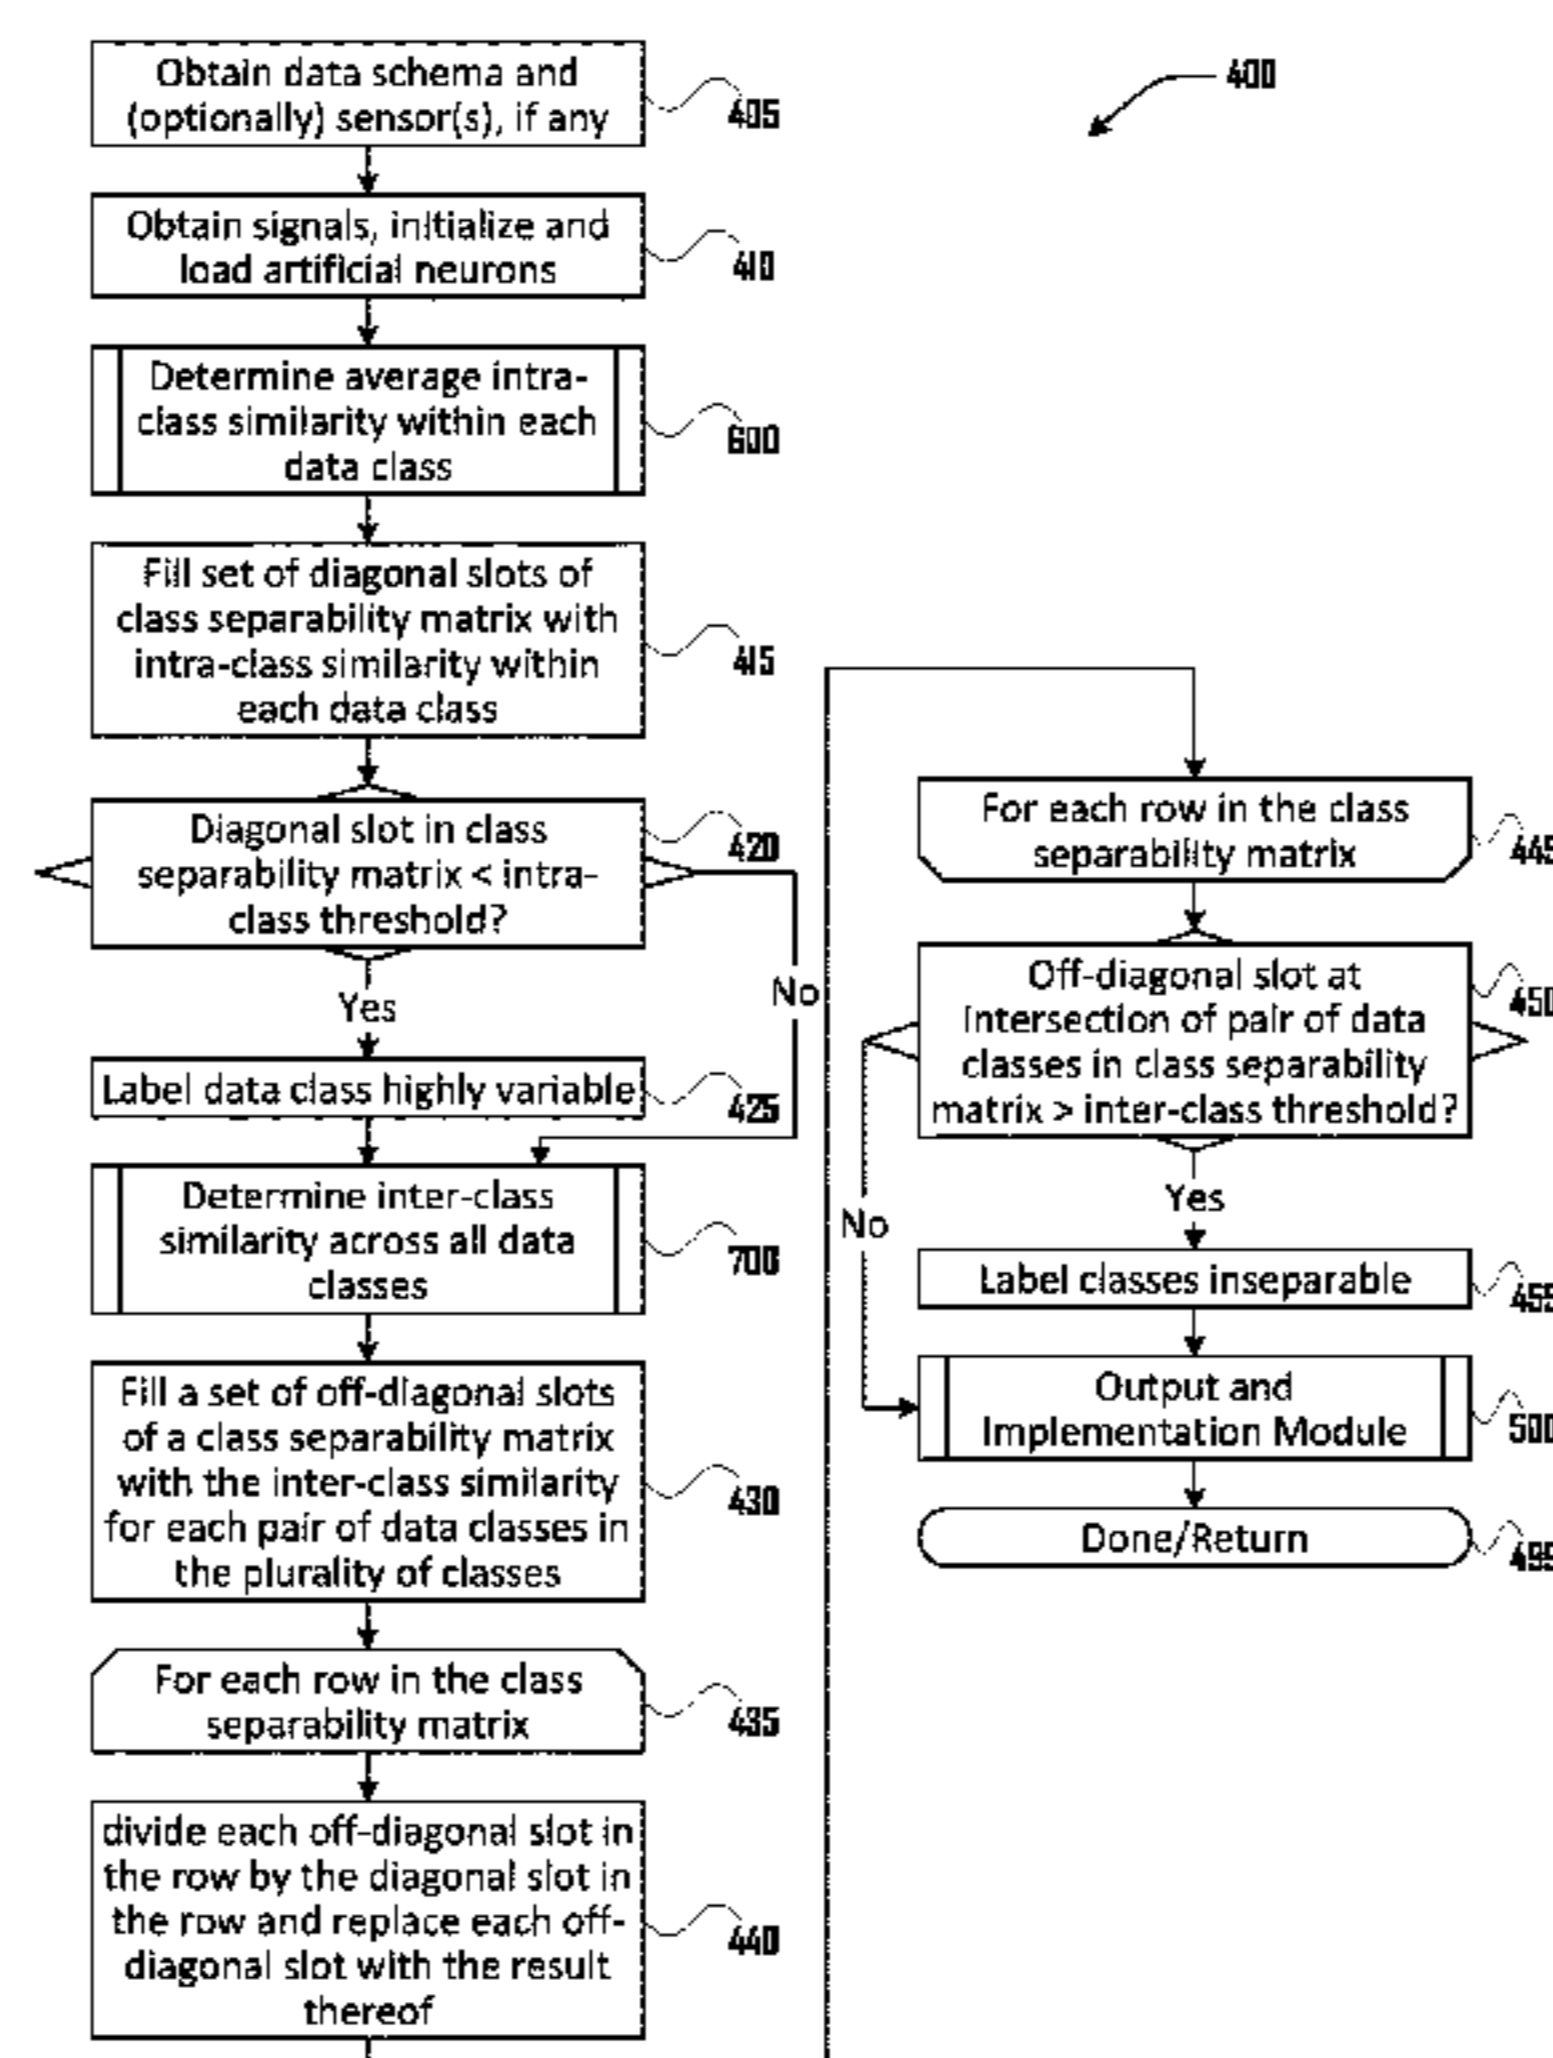 Obtain data schema and
(optionally) sensor(s), if any
405
400
Obtain signals, initialize and
load artificial neurons
410
Determine average intra-
class similarity within each
data class
600
Fill set of diagonal slots of
class separability matrix with
intra-class similarity within
each data class
415
Diagonal slot in class
separability matrix < intra-
class threshold?
420
No
Yes
Label data class highly variable
425
Determine inter-class
similarity across all data
classes
700
Fill a set of off-diagonal slots
of a class separability matrix
with the inter-class similarity
for each pair of data classes in
the plurality of classes
430
For each row in the class
separability matrix
435
divide each off-diagonal slot in
the row by the diagonal slot in
the row and replace each off-
diagonal slot with the result
thereof
440
For each row in the class
separability matrix
445
Off-diagonal slot at
intersection of pair of data
classes in class separability
matrix > inter-class threshold?
450
No
Yes
Label classes inseparable
455
Output and
Implementation Module
500
Done/Return
499